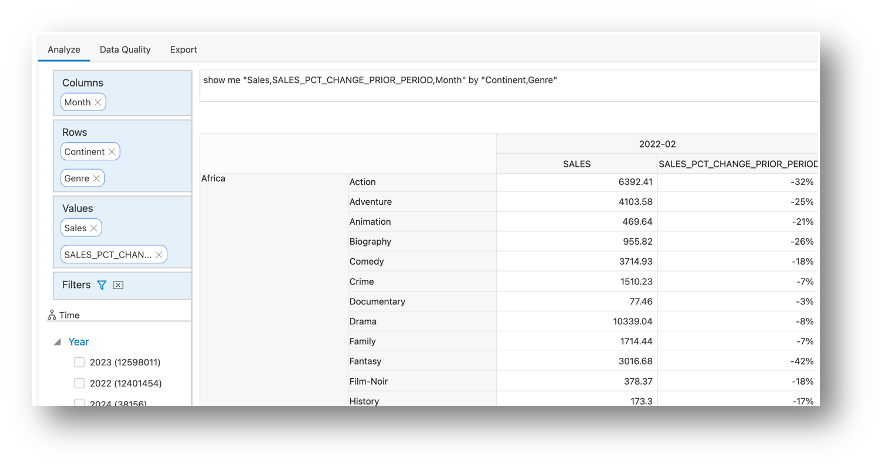 Analyze Data Quality Export
Columns
Month
Rows
Continent
Genre
Values
Sales
SALES_PCT_CHAN...
Filters
Time
Year
2023 (12598011)
2022 (12401454)
2024 (38156)
show me "Sales,SALES_PCT_CHANGE_PRIOR_PERIOD,Month" by "Continent,Genre"
2022-02
SALES SALES_PCT_CHANGE_PRIOR_PERIOD
Africa Action 6392.41 -32%
Adventure 4103.58 -25%
Animation 469.64 -21%
Biography 955.82 -26%
Comedy 3714.93 -18%
Crime 1510.23 -7%
Documentary 77.46 -3%
Drama 10339.04 -8%
Family 1714.44 -7%
Fantasy 3016.68 -42%
Film-Noir 378.37 -18%
History 173.3 -17%